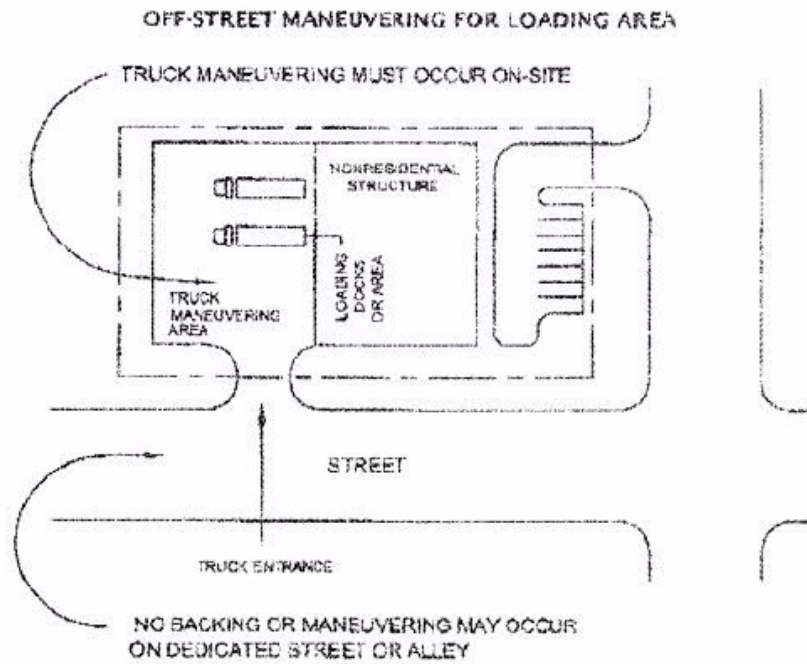 OFF-STREET MANEUVERING FOR LOADING AREA
TRUCK MANEUVERING MUST OCCUR ON-SITE
NONRESIDENTIAL
STRUCTURE
LOADING
DOCKS
OR AREA
TRUCK
MANEUVERING
AREA
STREET
TRUCK ENTRANCE
NO BACKING OR MANEUVERING MAY OCCUR
ON DEDICATED STREET OR ALLEY